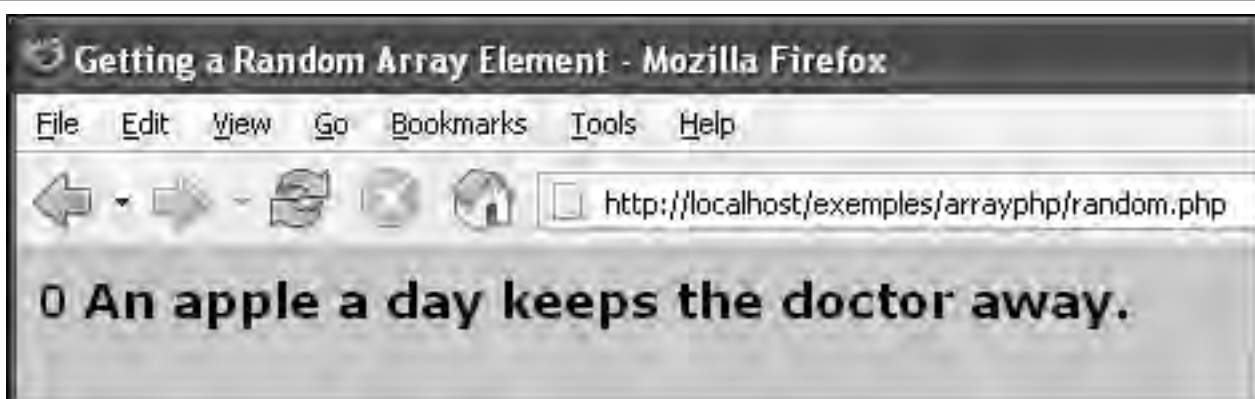 Getting a Random Array Element - Mozilla Firefox
File Edit View Go Bookmarks Tools Help
http://localhost/exemples/arrayphp/random.php
0 An apple a day keeps the doctor away.